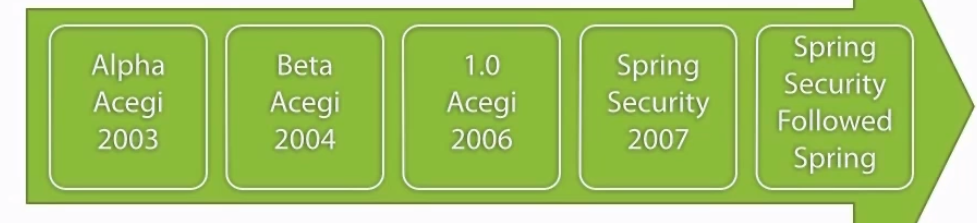 Alpha
Acegi
2003
Beta
Acegi
2004
1.0
Acegi
2006
Spring
Security
2007
Spring
Security
Followed
Spring